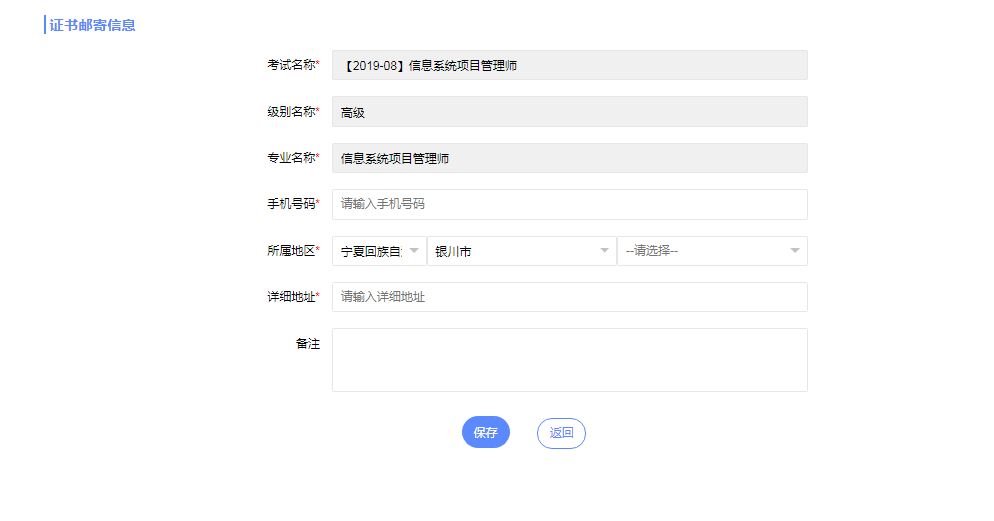 证书邮寄信息
考试名称* 【2019-08】信息系统项目管理师
级别名称* 高级
专业名称* 信息系统项目管理师
手机号码* 请输入手机号码
所属地区* 宁夏回族自 银川市 --请选择--
详细地址* 请输入详细地址
备注
保存 返回